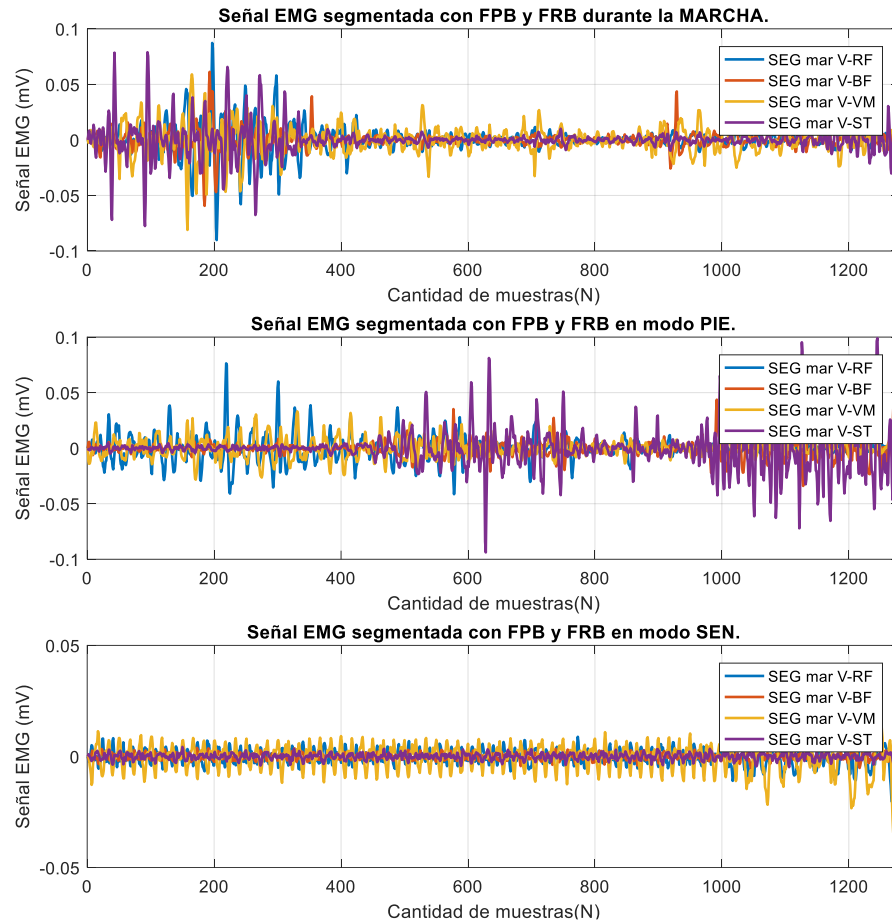 Señal EMG segmentada con FPB y FRB durante la MARCHA.
0.1
0.05
0
-0.05
-0.1
Señal EMG (mV)
SEG mar V-RF
SEG mar V-BF
SEG mar V-VM
SEG mar V-ST
0 200 400 600 800 1000 1200
Cantidad de muestras(N)
Señal EMG segmentada con FPB y FRB en modo PIE.
0.1
0.05
0
-0.05
-0.1
Señal EMG (mV)
SEG mar V-RF
SEG mar V-BF
SEG mar V-VM
SEG mar V-ST
0 200 400 600 800 1000 1200
Cantidad de muestras(N)
Señal EMG segmentada con FPB y FRB en modo SEN.
0.05
0
-0.05
Señal EMG (mV)
SEG mar V-RF
SEG mar V-BF
SEG mar V-VM
SEG mar V-ST
0 200 400 600 800 1000 1200
Cantidad de muestras(N)